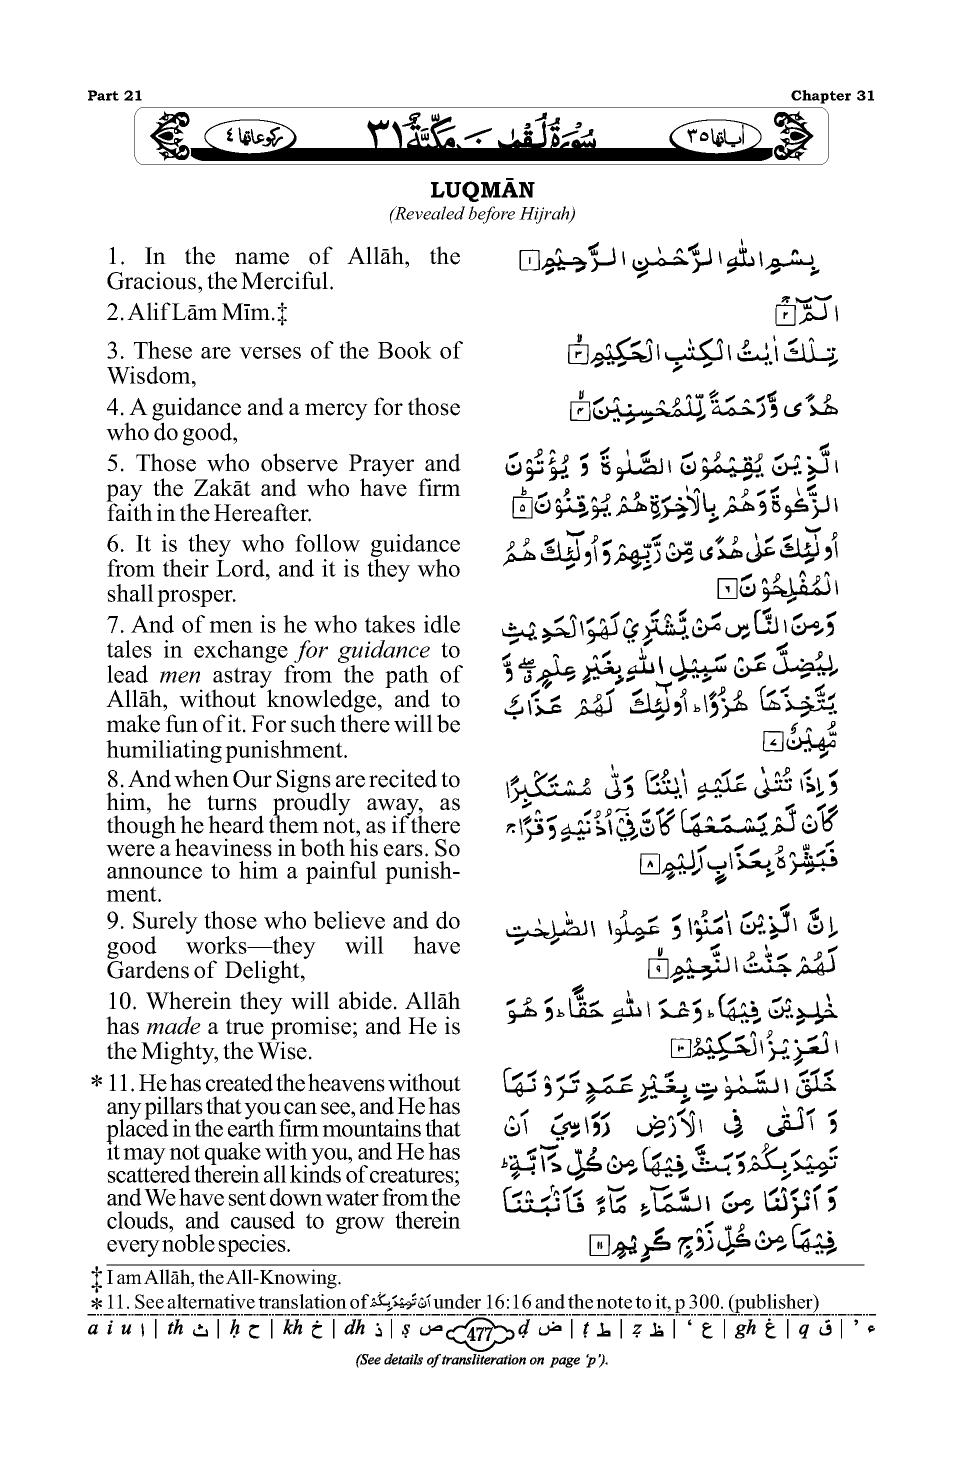 Part 21
Chapter 31
رکوعاتها ٤
سُوْرَةُ لُقْمٰنَ مَكِّيَّةٌ ٣١
اٰیاتها ٣٥
LUQMĀN
(Revealed before Hijrah)
1. In the name of Allāh, the
Gracious, the Merciful.
2. Alif Lām Mīm.‡
3. These are verses of the Book of
Wisdom,
4. A guidance and a mercy for those
who do good,
5. Those who observe Prayer and
pay the Zakāt and who have firm
faith in the Hereafter.
6. It is they who follow guidance
from their Lord, and it is they who
shall prosper.
7. And of men is he who takes idle
tales in exchange for guidance to
lead men astray from the path of
Allāh, without knowledge, and to
make fun of it. For such there will be
humiliating punishment.
8. And when Our Signs are recited to
him, he turns proudly away, as
though he heard them not, as if there
were a heaviness in both his ears. So
announce to him a painful punish-
ment.
9. Surely those who believe and do
good works—they will have
Gardens of Delight,
10. Wherein they will abide. Allāh
has made a true promise; and He is
the Mighty, the Wise.
* 11. He has created the heavens without
any pillars that you can see, and He has
placed in the earth firm mountains that
it may not quake with you, and He has
scattered therein all kinds of creatures;
and We have sent down water from the
clouds, and caused to grow therein
every noble species.
بِسْمِ اللّٰهِ الرَّحْمٰنِ الرَّحِيْمِ ۱
الٓمّٓ ۲
تِلْكَ اٰيٰتُ الْكِتٰبِ الْحَكِيْمِۙ ۳
هُدًى وَّرَحْمَةً لِّلْمُحْسِنِيْنَۙ ۴
الَّذِيْنَ يُقِيْمُوْنَ الصَّلٰوةَ وَ يُؤْتُوْنَ
الزَّكٰوةَ وَهُمْ بِالْاٰخِرَةِ هُمْ يُوْقِنُوْنَؕ ۵
اُولٰٓئِكَ عَلٰى هُدًى مِّنْ رَّبِّهِمْ وَاُولٰٓئِكَ هُمُ
الْمُفْلِحُوْنَ ۶
وَمِنَ النَّاسِ مَنْ يَّشْتَرِيْ لَهْوَ الْحَدِيْثِ
لِيُضِلَّ عَنْ سَبِيْلِ اللّٰهِ بِغَيْرِ عِلْمٍۖ وَّ
يَتَّخِذَهَا هُزُوًاؕ اُولٰٓئِكَ لَهُمْ عَذَابٌ
مُّهِيْنٌ ۷
وَاِذَا تُتْلٰى عَلَيْهِ اٰيٰتُنَا وَلّٰى مُسْتَكْبِرًا
كَاَنْ لَّمْ يَسْمَعْهَا كَاَنَّ فِيْٓ اُذُنَيْهِ وَقْرًاۚ
فَبَشِّرْهُ بِعَذَابٍ اَلِيْمٍ ۸
اِنَّ الَّذِيْنَ اٰمَنُوْا وَ عَمِلُوا الصّٰلِحٰتِ
لَهُمْ جَنّٰتُ النَّعِيْمِۙ ۹
خٰلِدِيْنَ فِيْهَاؕ وَعْدَ اللّٰهِ حَقًّاؕ وَ هُوَ
الْعَزِيْزُ الْحَكِيْمُ ۱۰
خَلَقَ السَّمٰوٰتِ بِغَيْرِ عَمَدٍ تَرَوْنَهَا
وَ اَلْقٰى فِى الْاَرْضِ رَوَاسِيَ اَنْ
تَمِيْدَ بِكُمْ وَبَثَّ فِيْهَا مِنْ كُلِّ دَآبَّةٍؕ
وَ اَنْزَلْنَا مِنَ السَّمَآءِ مَآءً فَاَنْۢبَتْنَا
فِيْهَا مِنْ كُلِّ زَوْجٍ كَرِيْمٍ ۱۱
‡ I am Allāh, the All-Knowing.
* 11. See alternative translation of اَنْ تَمِيْدَ بِكُمْ under 16:16 and the note to it, p 300. (publisher)
a i u ا | th ث | ḥ ح | kh خ | dh ذ | ṣ ص 477 ḍ ض | ṭ ط | ẓ ظ | ‘ ع | gh غ | q ق | ’ ء
(See details of transliteration on page ‘p’).